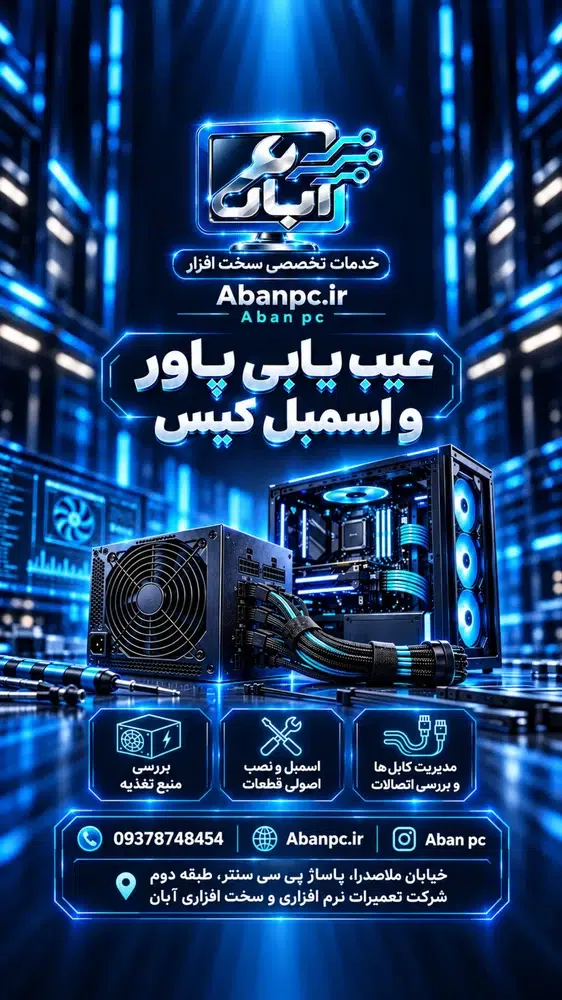 آبان
خدمات تخصصی سخت افزار
Abanpc.ir
Aban pc
عیب یابی پاور
و اسمبل کیس
بررسی
منبع تغذیه
اسمبل و نصب
اصولی قطعات
مدیریت کابل‌ها
و بررسی اتصالات
09378748454
Abanpc.ir
Aban pc
خیابان ملاصدرا، پاساژ پی سی سنتر، طبقه دوم
شرکت تعمیرات نرم افزاری و سخت افزاری آبان